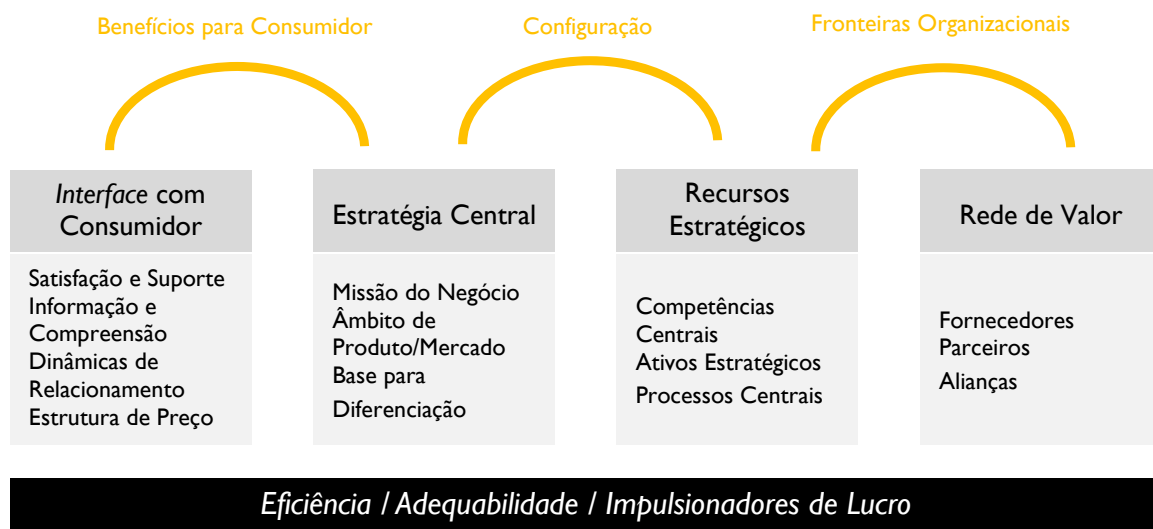 Benefícios para Consumidor
Configuração
Fronteiras Organizacionais
Interface com
Consumidor
Estratégia Central
Recursos
Estratégicos
Rede de Valor
Satisfação e Suporte
Informação e
Compreensão
Dinâmicas de
Relacionamento
Estrutura de Preço
Missão do Negócio
Âmbito de
Produto/Mercado
Base para
Diferenciação
Competências
Centrais
Ativos Estratégicos
Processos Centrais
Fornecedores
Parceiros
Alianças
Eficiência / Adequabilidade / Impulsionadores de Lucro